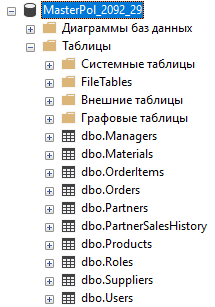 MasterPol_2092_29
Диаграммы баз данных
Таблицы
Системные таблицы
FileTables
Внешние таблицы
Графовые таблицы
dbo.Managers
dbo.Materials
dbo.OrderItems
dbo.Orders
dbo.Partners
dbo.PartnerSalesHistory
dbo.Products
dbo.Roles
dbo.Suppliers
dbo.Users